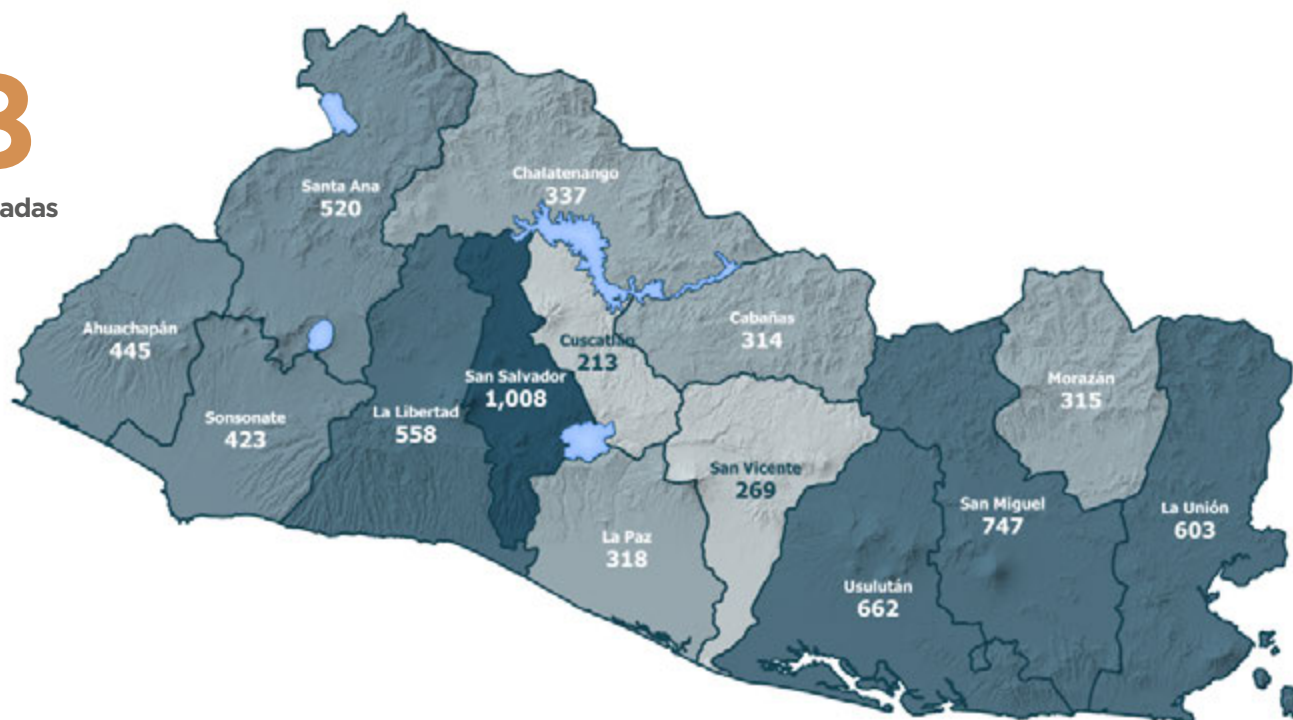 3
adas
Chalatenango
337
Santa Ana
520
Ahuachapán
445
Cabañas
314
Cuscatlán
213
San Salvador
1,008
Morazán
315
La Libertad
558
Sonsonate
423
San Vicente
269
San Miguel
747
La Unión
603
La Paz
318
Usulután
662